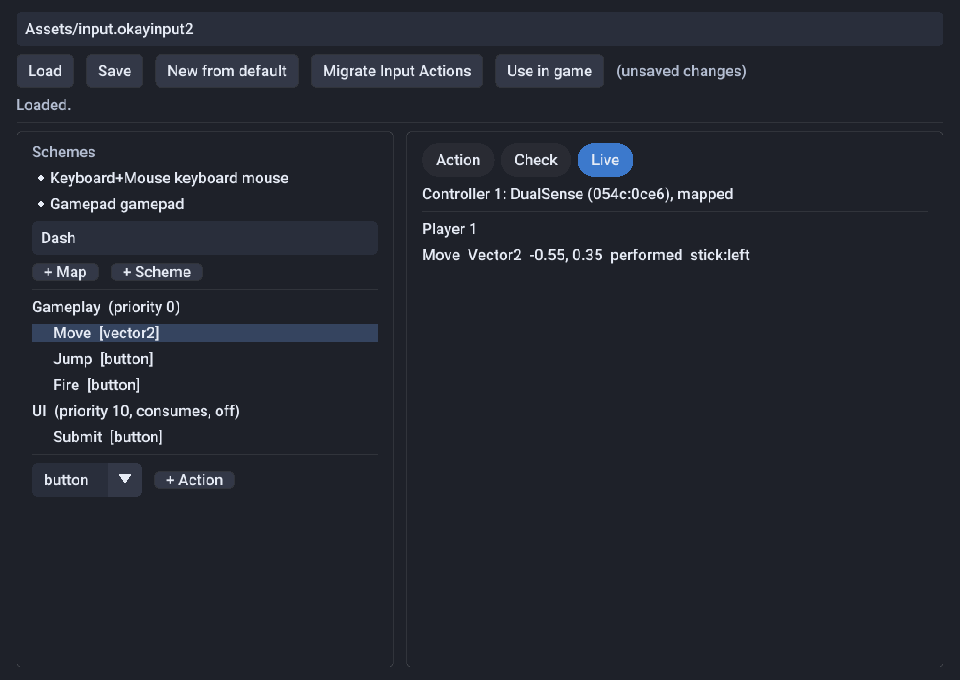 Assets/input.okayinput2
Load Save New from default Migrate Input Actions Use in game (unsaved changes)
Loaded.
Schemes
Keyboard+Mouse keyboard mouse
Gamepad gamepad
Dash
+ Map + Scheme
Gameplay (priority 0)
Move [vector2]
Jump [button]
Fire [button]
UI (priority 10, consumes, off)
Submit [button]
button + Action
Action Check Live
Controller 1: DualSense (054c:0ce6), mapped
Player 1
Move Vector2 -0.55, 0.35 performed stick:left